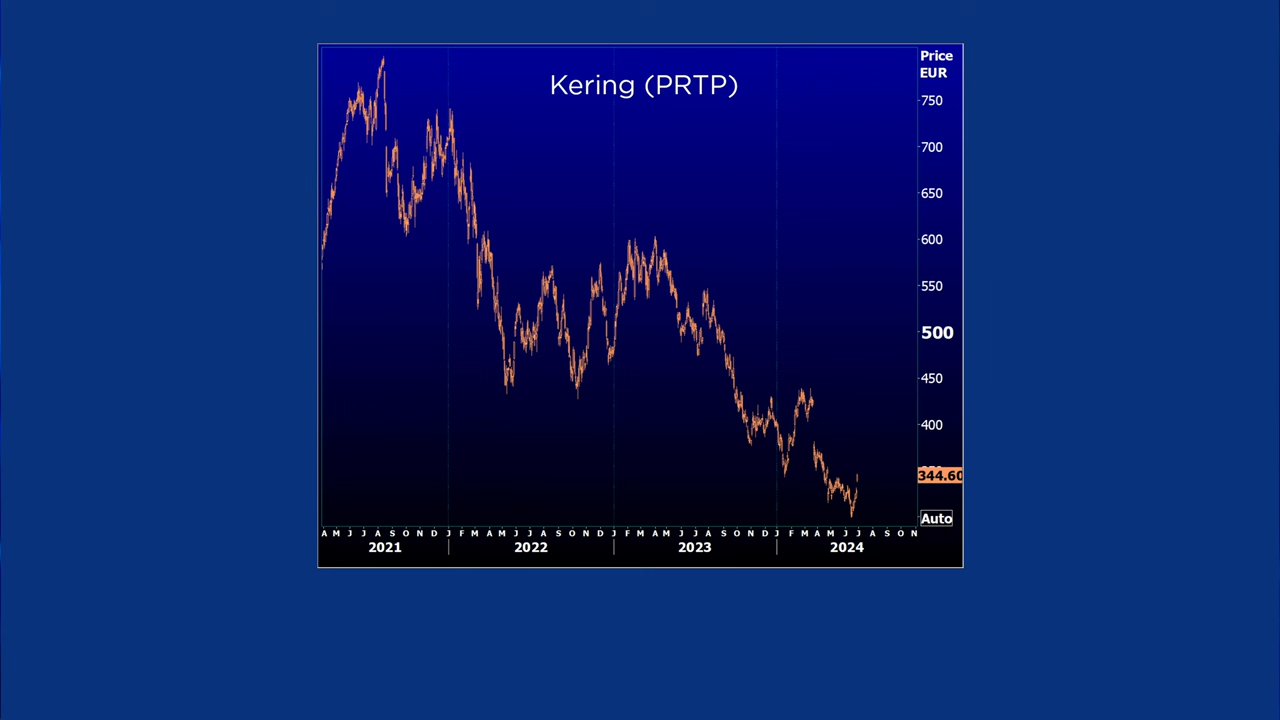 Kering (PRTP)
Price
EUR
750
700
650
600
550
500
450
400
344.60
Auto
A M J J A S O N D J F M A M J J A S O N D J F M A M J J A S O N D J F M A M J J A S O N
2021 2022 2023 2024